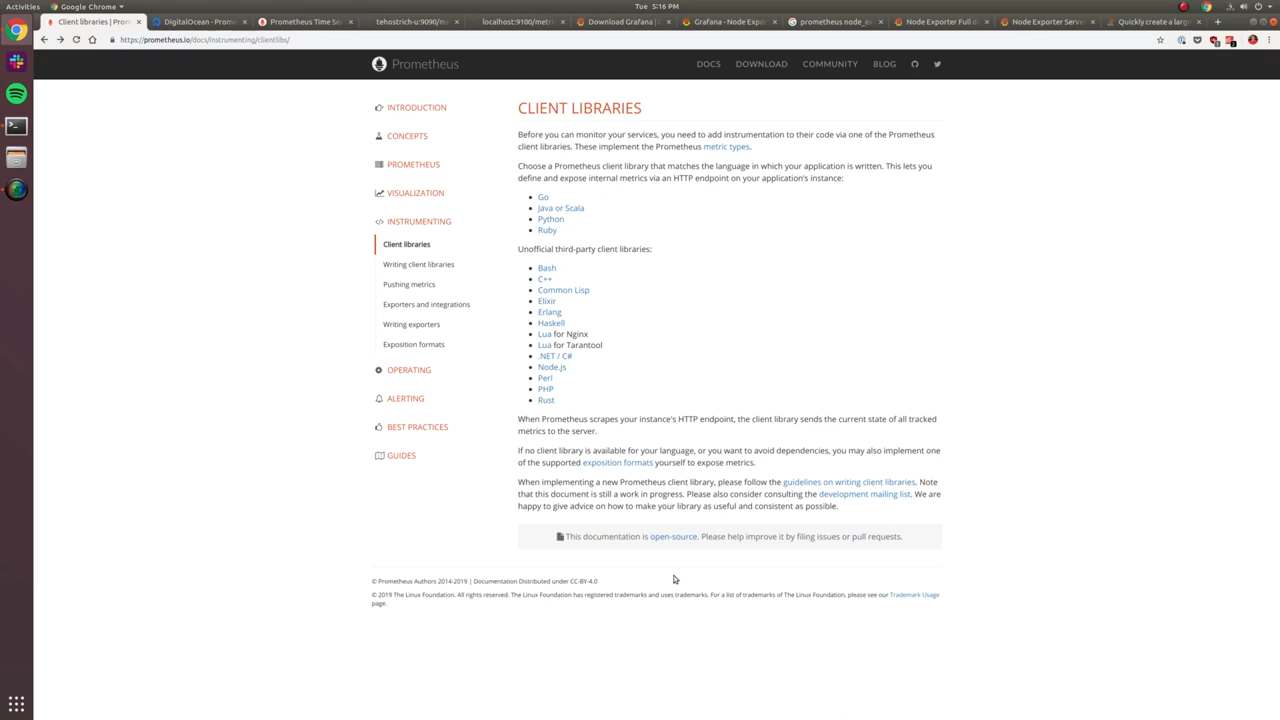 Activities
Google Chrome
Tue 5:16 PM
Client libraries | Prom
DigitalOcean - Prome
Prometheus Time Ser
tehostrich-u:9090/m
localhost:9100/metri
Download Grafana |
Grafana - Node Expo
prometheus node_e
Node Exporter Full d
Node Exporter Serve
Quickly create a large
https://prometheus.io/docs/instrumenting/clientlibs/
Prometheus
DOCS
DOWNLOAD
COMMUNITY
BLOG
INTRODUCTION
CONCEPTS
PROMETHEUS
VISUALIZATION
INSTRUMENTING
Client libraries
Writing client libraries
Pushing metrics
Exporters and integrations
Writing exporters
Exposition formats
OPERATING
ALERTING
BEST PRACTICES
GUIDES
CLIENT LIBRARIES
Before you can monitor your services, you need to add instrumentation to their code via one of the Prometheus
client libraries. These implement the Prometheus metric types.
Choose a Prometheus client library that matches the language in which your application is written. This lets you
define and expose internal metrics via an HTTP endpoint on your application's instance:
Go
Java or Scala
Python
Ruby
Unofficial third-party client libraries:
Bash
C++
Common Lisp
Elixir
Erlang
Haskell
Lua for Nginx
Lua for Tarantool
.NET / C#
Node.js
Perl
PHP
Rust
When Prometheus scrapes your instance's HTTP endpoint, the client library sends the current state of all tracked
metrics to the server.
If no client library is available for your language, or you want to avoid dependencies, you may also implement one
of the supported exposition formats yourself to expose metrics.
When implementing a new Prometheus client library, please follow the guidelines on writing client libraries. Note
that this document is still a work in progress. Please also consider consulting the development mailing list. We are
happy to give advice on how to make your library as useful and consistent as possible.
This documentation is open-source. Please help improve it by filing issues or pull requests.
© Prometheus Authors 2014-2019 | Documentation Distributed under CC-BY-4.0
© 2019 The Linux Foundation. All rights reserved. The Linux Foundation has registered trademarks and uses trademarks. For a list of trademarks of The Linux Foundation, please see our Trademark Usage
page.